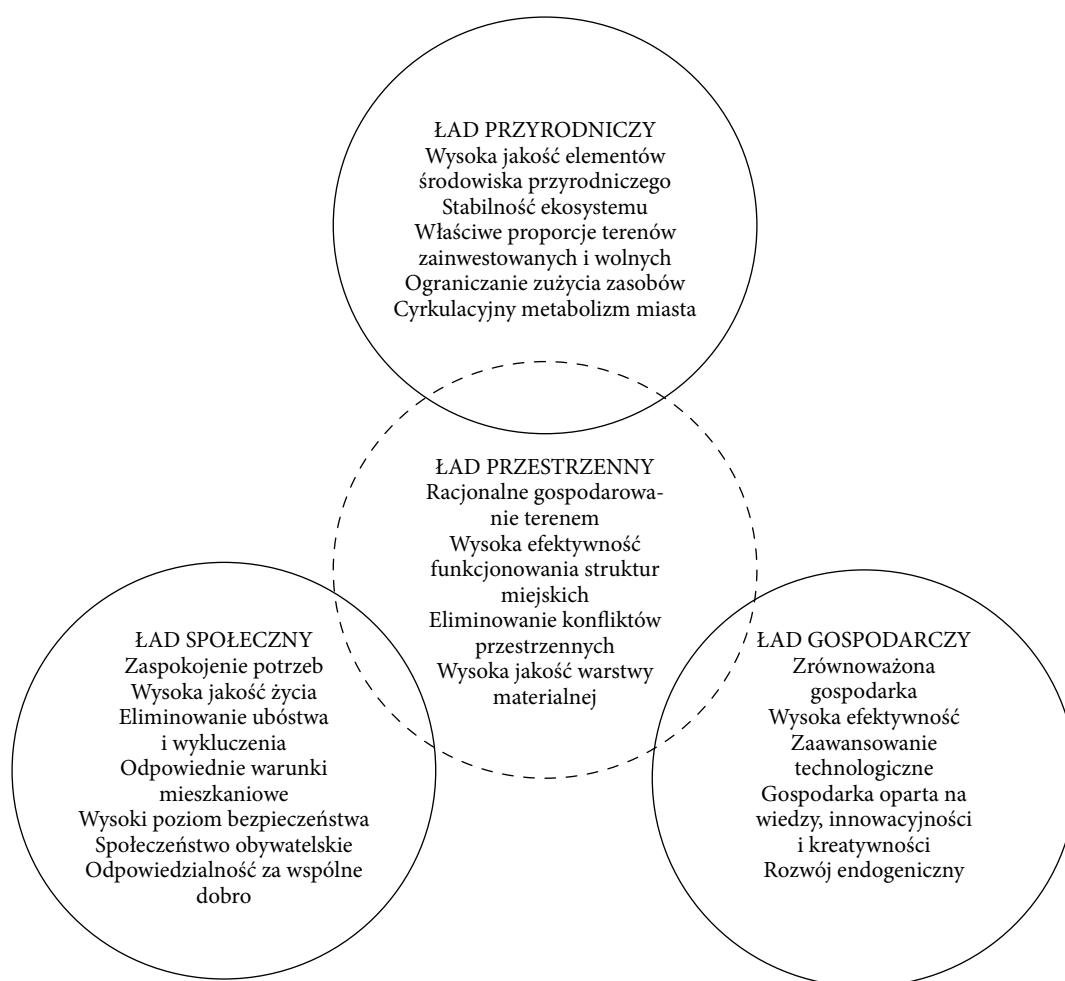 ŁAD PRZYRODNICZY
Wysoka jakość elementów
środowiska przyrodniczego
Stabilność ekosystemu
Właściwe proporcje terenów
zainwestowanych i wolnych
Ograniczanie zużycia zasobów
Cyrkulacyjny metabolizm miasta
ŁAD PRZESTRZENNY
Racjonalne gospodarowa-
nie terenem
Wysoka efektywność
funkcjonowania struktur
miejskich
Eliminowanie konfliktów
przestrzennych
Wysoka jakość warstwy
materialnej
ŁAD SPOŁECZNY
Zaspokojenie potrzeb
Wysoka jakość życia
Eliminowanie ubóstwa
i wykluczenia
Odpowiednie warunki
mieszkaniowe
Wysoki poziom bezpieczeństwa
Społeczeństwo obywatelskie
Odpowiedzialność za wspólne
dobro
ŁAD GOSPODARCZY
Zrównoważona
gospodarka
Wysoka efektywność
Zaawansowanie
technologiczne
Gospodarka oparta na
wiedzy, innowacyjności
i kreatywności
Rozwój endogeniczny